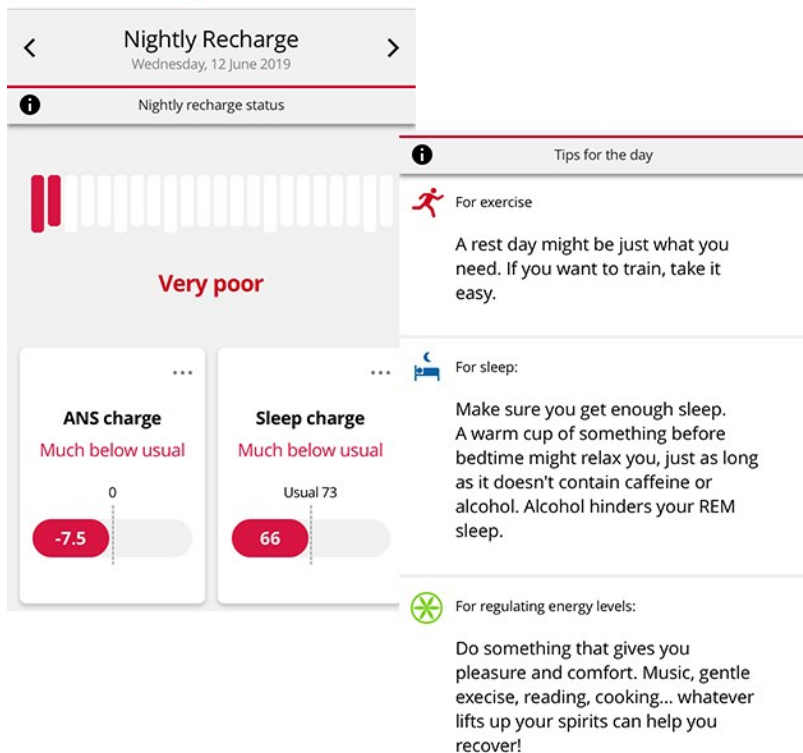 Nightly Recharge
Wednesday, 12 June 2019
Nightly recharge status
Very poor
ANS charge
Much below usual
0
-7.5
Sleep charge
Much below usual
Usual 73
66
Tips for the day
For exercise
A rest day might be just what you
need. If you want to train, take it
easy.
For sleep:
Make sure you get enough sleep.
A warm cup of something before
bedtime might relax you, just as long
as it doesn't contain caffeine or
alcohol. Alcohol hinders your REM
sleep.
For regulating energy levels:
Do something that gives you
pleasure and comfort. Music, gentle
execise, reading, cooking... whatever
lifts up your spirits can help you
recover!